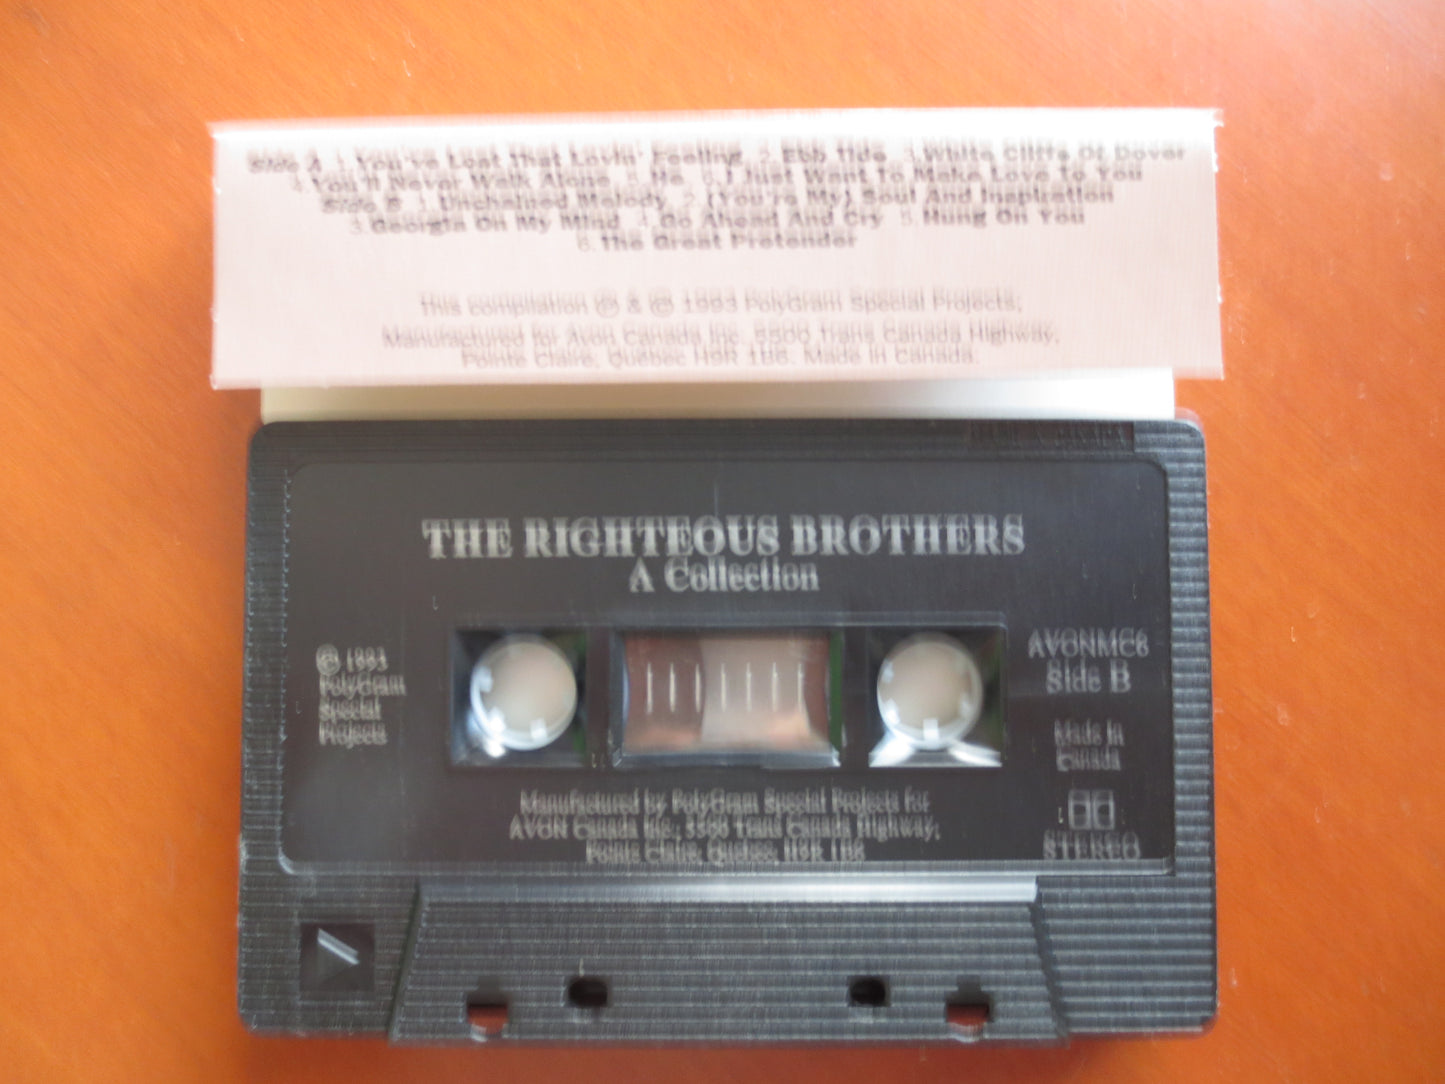 Side A 1. You've Lost That Lovin' Feeling 2. Ebb Tide 3. White Cliffs Of Dover
4. You'll Never Walk Alone 5. He 6. I Just Want To Make Love To You
Side B 1. Unchained Melody 2. (You're My) Soul And Inspiration
3. Georgia On My Mind 4. Go Ahead And Cry 5. Hung On You
6. The Great Pretender
This compilation ℗ & © 1993 PolyGram Special Projects,
Manufactured for Avon Canada Inc. 5500 Trans Canada Highway,
Pointe Claire, Quebec H9R 1B6. Made In Canada.
THE RIGHTEOUS BROTHERS
A Collection
© 1993
PolyGram
Special
Projects
AVONMC6
Side B
Made In
Canada
Manufactured by PolyGram Special Projects for
AVON Canada Inc., 5500 Trans Canada Highway,
Pointe Claire, Quebec, H9R 1B6
STEREO